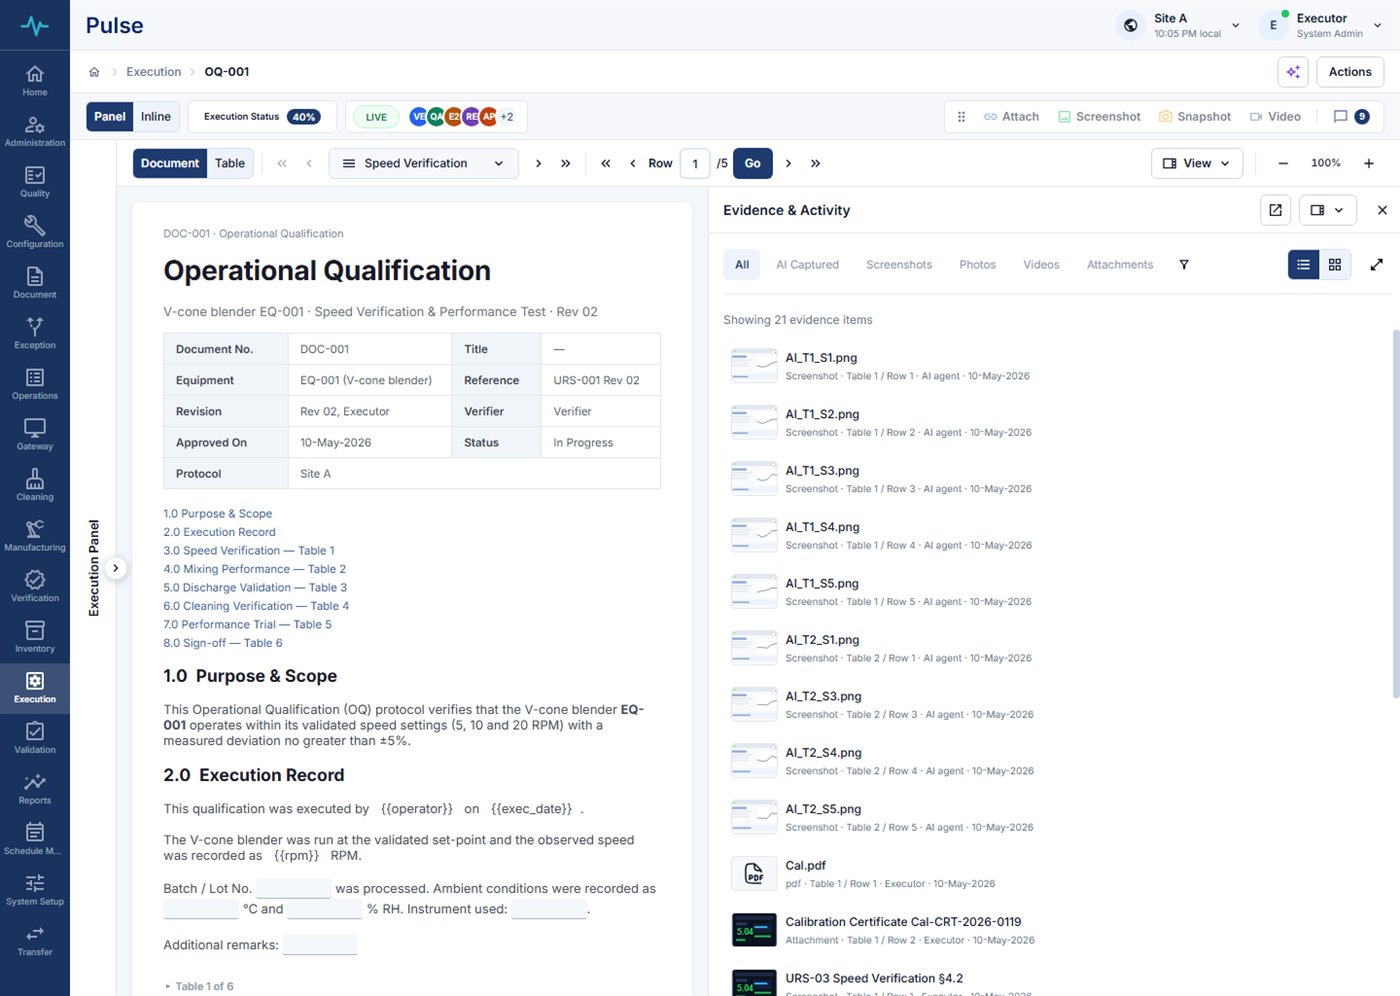 Pulse
Site A
10:05 PM local
E
Executor
System Admin
Home
Administration
Quality
Configuration
Document
Exception
Operations
Gateway
Cleaning
Manufacturing
Verification
Inventory
Execution
Validation
Reports
Schedule M...
System Setup
Transfer
Execution
OQ-001
Actions
Panel
Inline
Execution Status 40%
LIVE
VE QA E2 RE AP +2
Attach
Screenshot
Snapshot
Video
9
Document
Table
Speed Verification
Row 1 /5 Go
View
100%
Execution Panel
DOC-001 · Operational Qualification
Operational Qualification
V-cone blender EQ-001 · Speed Verification & Performance Test · Rev 02
Document No. DOC-001 Title —
Equipment EQ-001 (V-cone blender) Reference URS-001 Rev 02
Revision Rev 02, Executor Verifier Verifier
Approved On 10-May-2026 Status In Progress
Protocol Site A
1.0 Purpose & Scope
2.0 Execution Record
3.0 Speed Verification — Table 1
4.0 Mixing Performance — Table 2
5.0 Discharge Validation — Table 3
6.0 Cleaning Verification — Table 4
7.0 Performance Trial — Table 5
8.0 Sign-off — Table 6
1.0 Purpose & Scope
This Operational Qualification (OQ) protocol verifies that the V-cone blender EQ-
001 operates within its validated speed settings (5, 10 and 20 RPM) with a
measured deviation no greater than ±5%.
2.0 Execution Record
This qualification was executed by {{operator}} on {{exec_date}} .
The V-cone blender was run at the validated set-point and the observed speed
was recorded as {{rpm}} RPM.
Batch / Lot No. was processed. Ambient conditions were recorded as
°C and % RH. Instrument used: .
Additional remarks:
Table 1 of 6
Evidence & Activity
All
AI Captured
Screenshots
Photos
Videos
Attachments
Showing 21 evidence items
AI_T1_S1.png
Screenshot · Table 1 / Row 1 · AI agent · 10-May-2026
AI_T1_S2.png
Screenshot · Table 1 / Row 2 · AI agent · 10-May-2026
AI_T1_S3.png
Screenshot · Table 1 / Row 3 · AI agent · 10-May-2026
AI_T1_S4.png
Screenshot · Table 1 / Row 4 · AI agent · 10-May-2026
AI_T1_S5.png
Screenshot · Table 1 / Row 5 · AI agent · 10-May-2026
AI_T2_S1.png
Screenshot · Table 2 / Row 1 · AI agent · 10-May-2026
AI_T2_S3.png
Screenshot · Table 2 / Row 3 · AI agent · 10-May-2026
AI_T2_S4.png
Screenshot · Table 2 / Row 4 · AI agent · 10-May-2026
AI_T2_S5.png
Screenshot · Table 2 / Row 5 · AI agent · 10-May-2026
PDF
Cal.pdf
pdf · Table 1 / Row 1 · Executor · 10-May-2026
5.04
Calibration Certificate Cal-CRT-2026-0119
Attachment · Table 1 / Row 2 · Executor · 10-May-2026
5.04
URS-03 Speed Verification §4.2